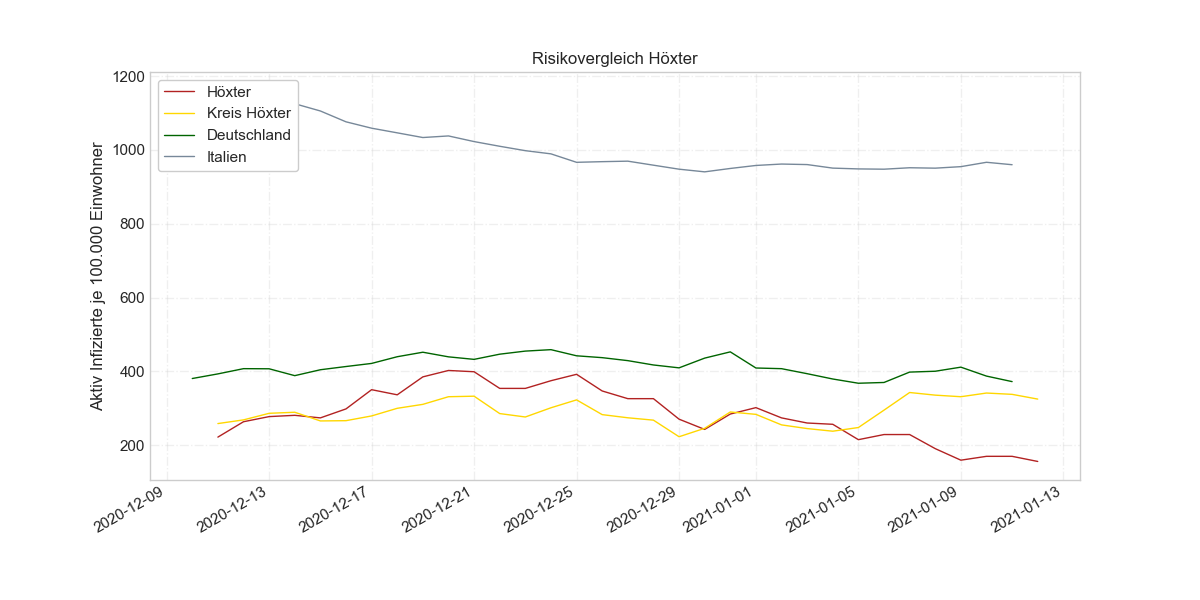 Risikovergleich Höxter
Höxter
Kreis Höxter
Deutschland
Italien
Aktiv Infizierte je 100.000 Einwohner
1200
1000
800
600
400
200
2020-12-09
2020-12-13
2020-12-17
2020-12-21
2020-12-25
2020-12-29
2021-01-01
2021-01-05
2021-01-09
2021-01-13